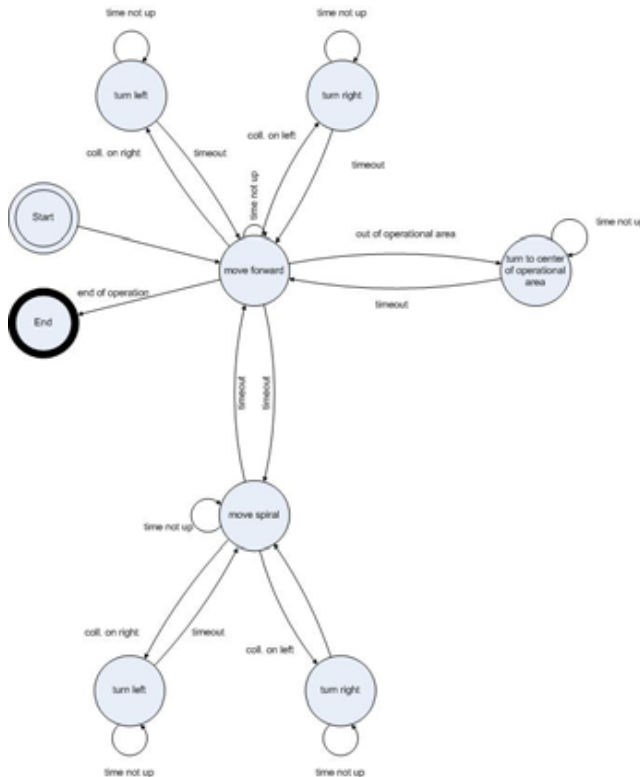 time not up
time not up
turn left
turn right
coll. on left
coll. on right
timeout
timeout
time not up
Start
out of operational area
time not up
move forward
turn to center
of operational
area
end of operation
timeout
End
timeout
timeout
move spiral
time not up
coll. on right
timeout
coll. on left
turn left
turn right
time not up
time not up